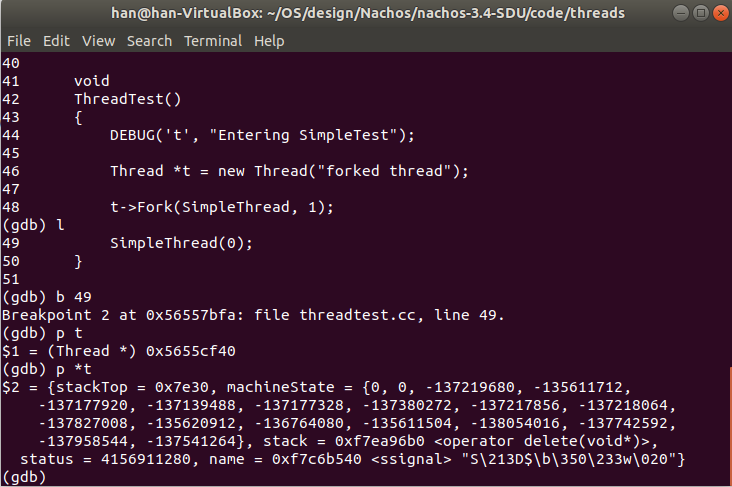 han@han-VirtualBox: ~/OS/design/Nachos/nachos-3.4-SDU/code/threads
File Edit View Search Terminal Help
40
41 void
42 ThreadTest()
43 {
44 DEBUG('t', "Entering SimpleTest");
45
46 Thread *t = new Thread("forked thread");
47
48 t->Fork(SimpleThread, 1);
(gdb) l
49 SimpleThread(0);
50 }
51
(gdb) b 49
Breakpoint 2 at 0x56557bfa: file threadtest.cc, line 49.
(gdb) p t
$1 = (Thread *) 0x5655cf40
(gdb) p *t
$2 = {stackTop = 0x7e30, machineState = {0, 0, -137219680, -135611712,
-137177920, -137139488, -137177328, -137380272, -137217856, -137218064,
-137827008, -135620912, -136764080, -135611504, -138054016, -137742592,
-137958544, -137541264}, stack = 0xf7ea96b0 <operator delete(void*)>,
status = 4156911280, name = 0xf7c6b540 <ssignal> "S\213D$\b\350\233w\020"}
(gdb)